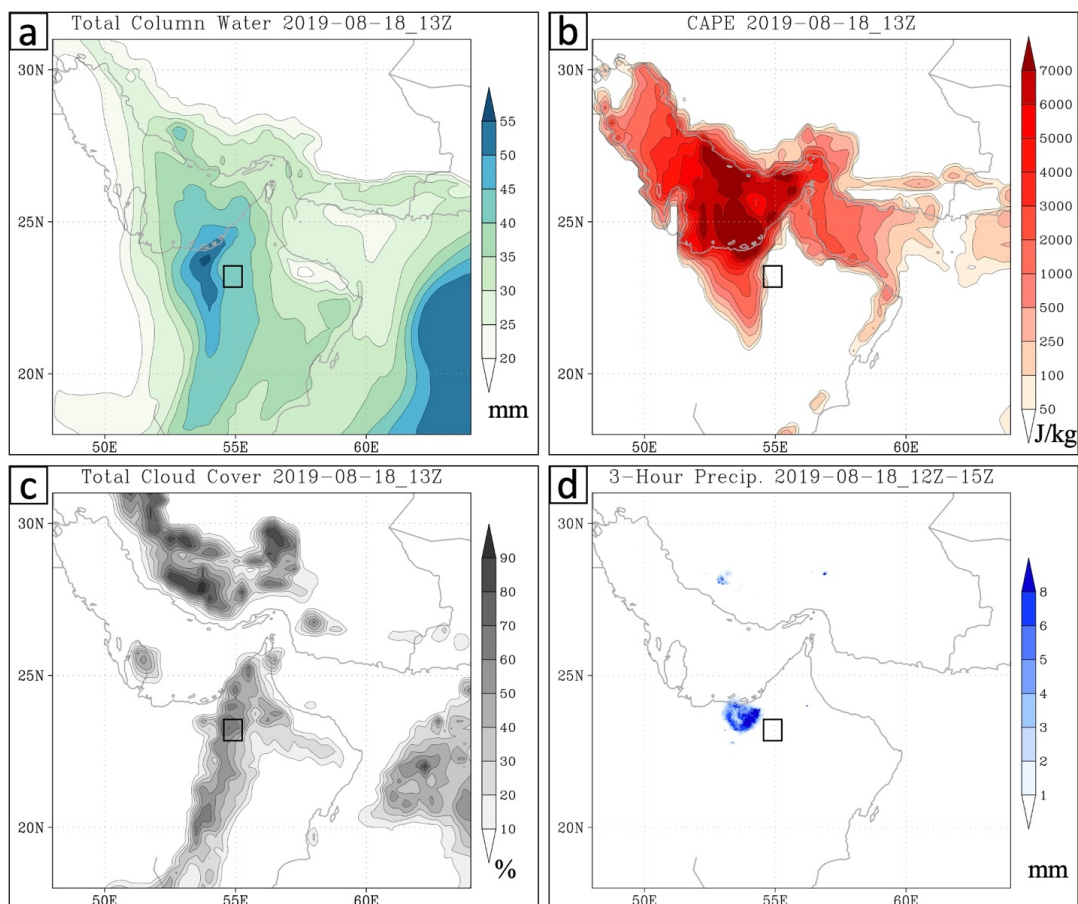 a
Total Column Water 2019-08-18_13Z
30N
25N
20N
50E 55E 60E
55
50
45
40
35
30
25
20
mm
b
CAPE 2019-08-18_13Z
30N
25N
20N
50E 55E 60E
7000
6000
5000
4000
3000
2000
1000
500
250
100
50
J/kg
c
Total Cloud Cover 2019-08-18_13Z
30N
25N
20N
50E 55E 60E
90
80
70
60
50
40
30
20
10
%
d
3-Hour Precip. 2019-08-18_12Z-15Z
30N
25N
20N
50E 55E 60E
8
6
5
4
3
2
1
mm